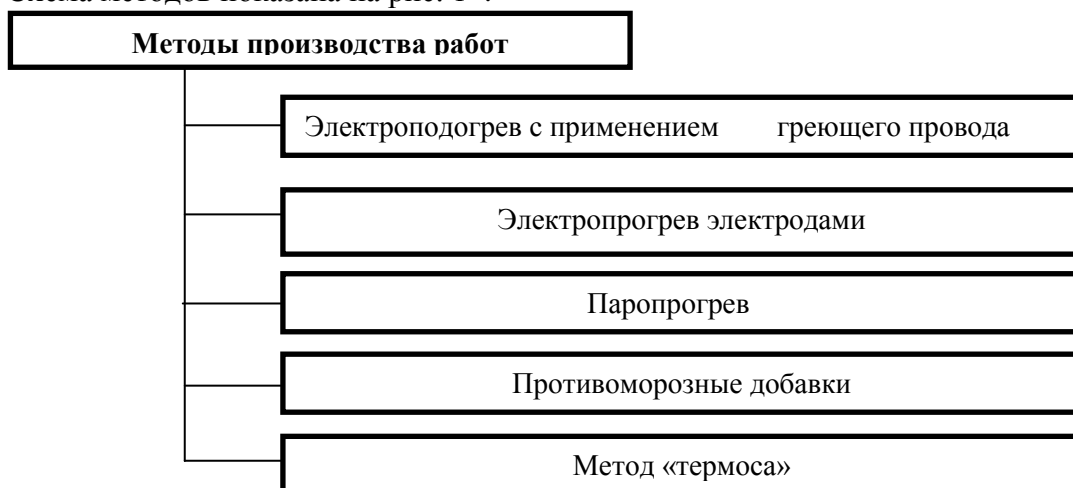 Схема методов показана на рис. 1
Методы производства работ
Электроподогрев с применением греющего провода
Электропрогрев электродами
Паропрогрев
Противоморозные добавки
Метод «термоса»